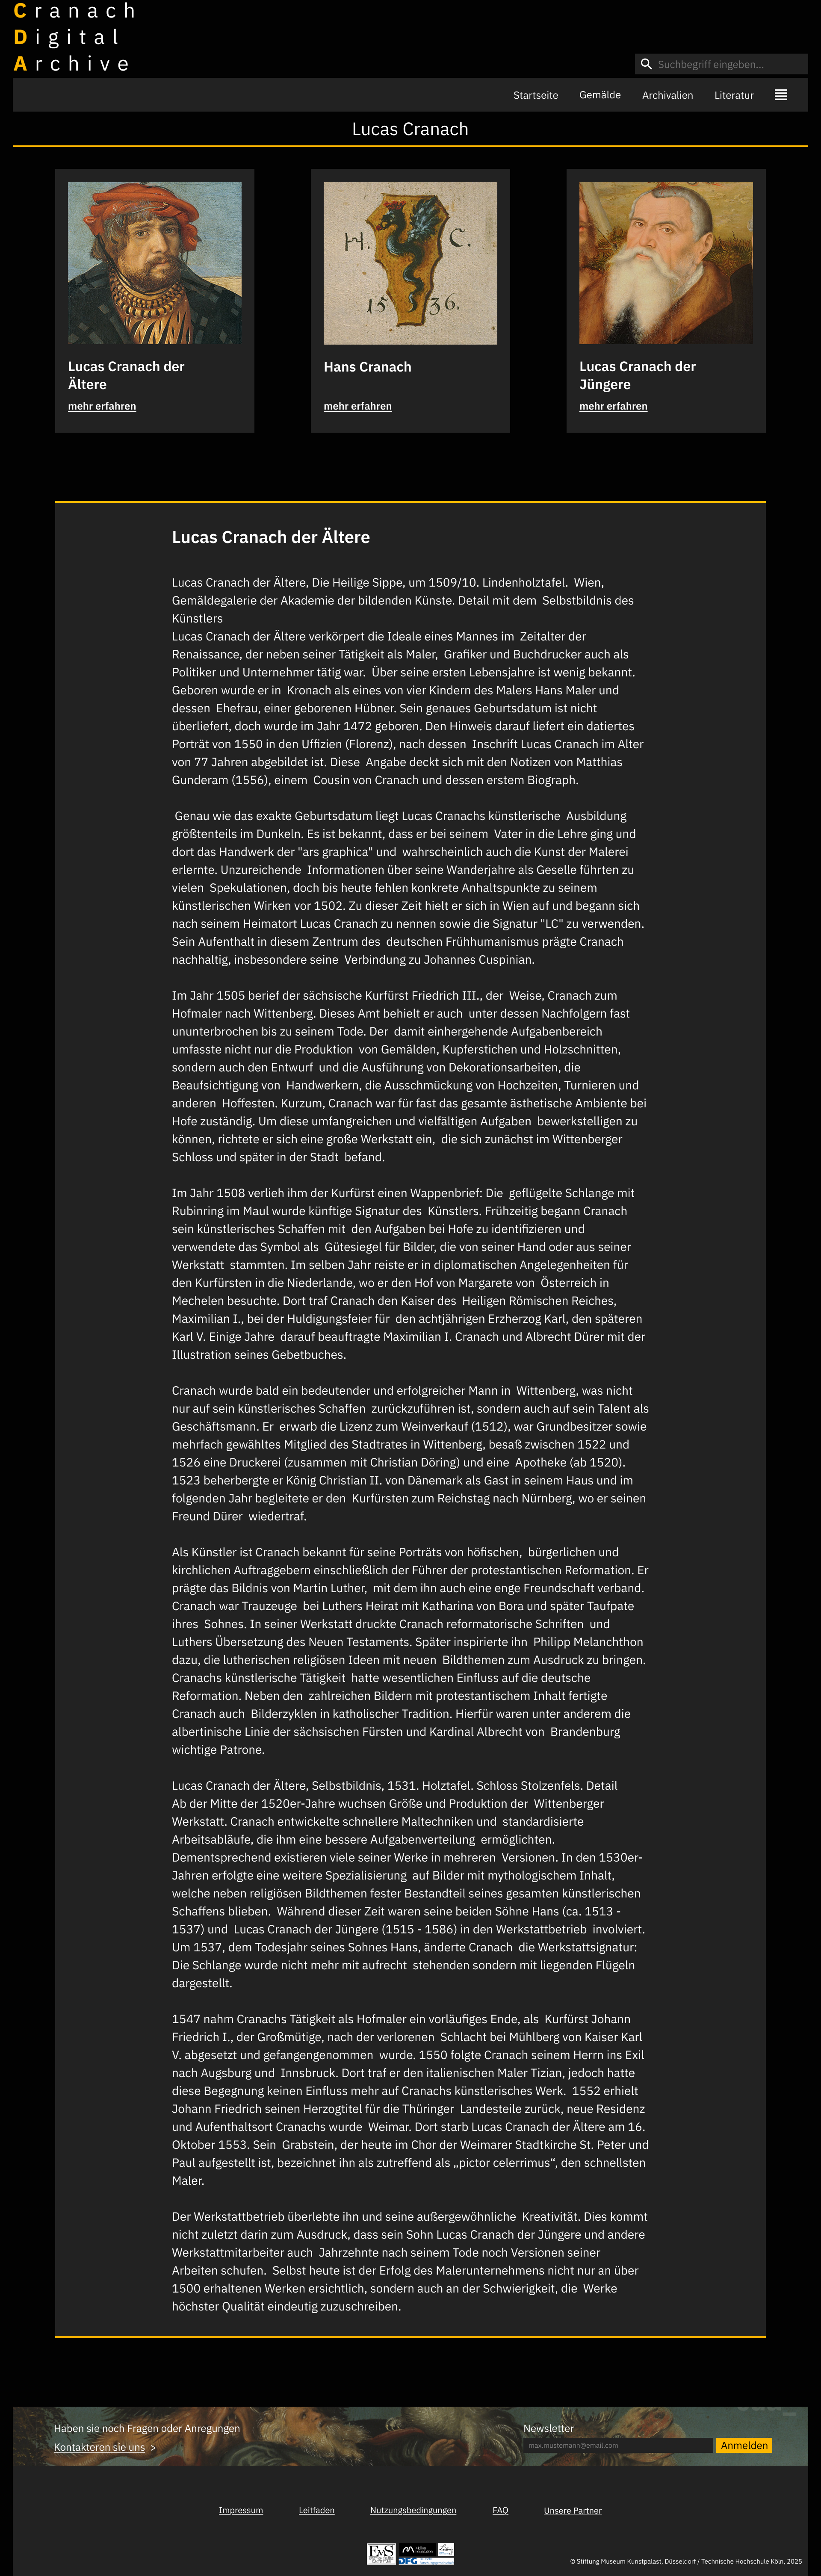 Cranach
Digital
Archive
Suchbegriff eingeben...
Startseite Gemälde Archivalien Literatur
Lucas Cranach
H. C.
1536.
Lucas Cranach der
Ältere
mehr erfahren
Hans Cranach
mehr erfahren
Lucas Cranach der
Jüngere
mehr erfahren
Lucas Cranach der Ältere
Lucas Cranach der Ältere, Die Heilige Sippe, um 1509/10. Lindenholztafel.  Wien,
Gemäldegalerie der Akademie der bildenden Künste. Detail mit dem  Selbstbildnis des
Künstlers
Lucas Cranach der Ältere verkörpert die Ideale eines Mannes im  Zeitalter der
Renaissance, der neben seiner Tätigkeit als Maler,  Grafiker und Buchdrucker auch als
Politiker und Unternehmer tätig war.  Über seine ersten Lebensjahre ist wenig bekannt.
Geboren wurde er in  Kronach als eines von vier Kindern des Malers Hans Maler und
dessen  Ehefrau, einer geborenen Hübner. Sein genaues Geburtsdatum ist nicht
überliefert, doch wurde im Jahr 1472 geboren. Den Hinweis darauf liefert ein datiertes
Porträt von 1550 in den Uffizien (Florenz), nach dessen  Inschrift Lucas Cranach im Alter
von 77 Jahren abgebildet ist. Diese  Angabe deckt sich mit den Notizen von Matthias
Gunderam (1556), einem  Cousin von Cranach und dessen erstem Biograph.
Genau wie das exakte Geburtsdatum liegt Lucas Cranachs künstlerische  Ausbildung
größtenteils im Dunkeln. Es ist bekannt, dass er bei seinem  Vater in die Lehre ging und
dort das Handwerk der "ars graphica" und  wahrscheinlich auch die Kunst der Malerei
erlernte. Unzureichende  Informationen über seine Wanderjahre als Geselle führten zu
vielen  Spekulationen, doch bis heute fehlen konkrete Anhaltspunkte zu seinem
künstlerischen Wirken vor 1502. Zu dieser Zeit hielt er sich in Wien auf und begann sich
nach seinem Heimatort Lucas Cranach zu nennen sowie die Signatur "LC" zu verwenden.
Sein Aufenthalt in diesem Zentrum des  deutschen Frühhumanismus prägte Cranach
nachhaltig, insbesondere seine  Verbindung zu Johannes Cuspinian.
Im Jahr 1505 berief der sächsische Kurfürst Friedrich III., der  Weise, Cranach zum
Hofmaler nach Wittenberg. Dieses Amt behielt er auch  unter dessen Nachfolgern fast
ununterbrochen bis zu seinem Tode. Der  damit einhergehende Aufgabenbereich
umfasste nicht nur die Produktion  von Gemälden, Kupferstichen und Holzschnitten,
sondern auch den Entwurf  und die Ausführung von Dekorationsarbeiten, die
Beaufsichtigung von  Handwerkern, die Ausschmückung von Hochzeiten, Turnieren und
anderen  Hoffesten. Kurzum, Cranach war für fast das gesamte ästhetische Ambiente bei
Hofe zuständig. Um diese umfangreichen und vielfältigen Aufgaben  bewerkstelligen zu
können, richtete er sich eine große Werkstatt ein,  die sich zunächst im Wittenberger
Schloss und später in der Stadt  befand.
Im Jahr 1508 verlieh ihm der Kurfürst einen Wappenbrief: Die  geflügelte Schlange mit
Rubinring im Maul wurde künftige Signatur des  Künstlers. Frühzeitig begann Cranach
sein künstlerisches Schaffen mit  den Aufgaben bei Hofe zu identifizieren und
verwendete das Symbol als  Gütesiegel für Bilder, die von seiner Hand oder aus seiner
Werkstatt  stammten. Im selben Jahr reiste er in diplomatischen Angelegenheiten für
den Kurfürsten in die Niederlande, wo er den Hof von Margarete von  Österreich in
Mechelen besuchte. Dort traf Cranach den Kaiser des  Heiligen Römischen Reiches,
Maximilian I., bei der Huldigungsfeier für  den achtjährigen Erzherzog Karl, den späteren
Karl V. Einige Jahre  darauf beauftragte Maximilian I. Cranach und Albrecht Dürer mit der
Illustration seines Gebetbuches.
Cranach wurde bald ein bedeutender und erfolgreicher Mann in  Wittenberg, was nicht
nur auf sein künstlerisches Schaffen  zurückzuführen ist, sondern auch auf sein Talent als
Geschäftsmann. Er  erwarb die Lizenz zum Weinverkauf (1512), war Grundbesitzer sowie
mehrfach gewähltes Mitglied des Stadtrates in Wittenberg, besaß zwischen 1522 und
1526 eine Druckerei (zusammen mit Christian Döring) und eine  Apotheke (ab 1520).
1523 beherbergte er König Christian II. von Dänemark als Gast in seinem Haus und im
folgenden Jahr begleitete er den  Kurfürsten zum Reichstag nach Nürnberg, wo er seinen
Freund Dürer  wiedertraf.
Als Künstler ist Cranach bekannt für seine Porträts von höfischen,  bürgerlichen und
kirchlichen Auftraggebern einschließlich der Führer der protestantischen Reformation. Er
prägte das Bildnis von Martin Luther,  mit dem ihn auch eine enge Freundschaft verband.
Cranach war Trauzeuge  bei Luthers Heirat mit Katharina von Bora und später Taufpate
ihres  Sohnes. In seiner Werkstatt druckte Cranach reformatorische Schriften  und
Luthers Übersetzung des Neuen Testaments. Später inspirierte ihn  Philipp Melanchthon
dazu, die lutherischen religiösen Ideen mit neuen  Bildthemen zum Ausdruck zu bringen.
Cranachs künstlerische Tätigkeit  hatte wesentlichen Einfluss auf die deutsche
Reformation. Neben den  zahlreichen Bildern mit protestantischem Inhalt fertigte
Cranach auch  Bilderzyklen in katholischer Tradition. Hierfür waren unter anderem die
albertinische Linie der sächsischen Fürsten und Kardinal Albrecht von  Brandenburg
wichtige Patrone.
Lucas Cranach der Ältere, Selbstbildnis, 1531. Holztafel. Schloss Stolzenfels. Detail
Ab der Mitte der 1520er-Jahre wuchsen Größe und Produktion der  Wittenberger
Werkstatt. Cranach entwickelte schnellere Maltechniken und  standardisierte
Arbeitsabläufe, die ihm eine bessere Aufgabenverteilung  ermöglichten.
Dementsprechend existieren viele seiner Werke in mehreren  Versionen. In den 1530er-
Jahren erfolgte eine weitere Spezialisierung  auf Bilder mit mythologischem Inhalt,
welche neben religiösen Bildthemen fester Bestandteil seines gesamten künstlerischen
Schaffens blieben.  Während dieser Zeit waren seine beiden Söhne Hans (ca. 1513 -
1537) und  Lucas Cranach der Jüngere (1515 - 1586) in den Werkstattbetrieb  involviert.
Um 1537, dem Todesjahr seines Sohnes Hans, änderte Cranach  die Werkstattsignatur:
Die Schlange wurde nicht mehr mit aufrecht  stehenden sondern mit liegenden Flügeln
dargestellt.
1547 nahm Cranachs Tätigkeit als Hofmaler ein vorläufiges Ende, als  Kurfürst Johann
Friedrich I., der Großmütige, nach der verlorenen  Schlacht bei Mühlberg von Kaiser Karl
V. abgesetzt und gefangengenommen  wurde. 1550 folgte Cranach seinem Herrn ins Exil
nach Augsburg und  Innsbruck. Dort traf er den italienischen Maler Tizian, jedoch hatte
diese Begegnung keinen Einfluss mehr auf Cranachs künstlerisches Werk.  1552 erhielt
Johann Friedrich seinen Herzogtitel für die Thüringer  Landesteile zurück, neue Residenz
und Aufenthaltsort Cranachs wurde  Weimar. Dort starb Lucas Cranach der Ältere am 16.
Oktober 1553. Sein  Grabstein, der heute im Chor der Weimarer Stadtkirche St. Peter und
Paul aufgestellt ist, bezeichnet ihn als zutreffend als „pictor celerrimus“, den schnellsten
Maler.
Der Werkstattbetrieb überlebte ihn und seine außergewöhnliche  Kreativität. Dies kommt
nicht zuletzt darin zum Ausdruck, dass sein Sohn Lucas Cranach der Jüngere und andere
Werkstattmitarbeiter auch  Jahrzehnte nach seinem Tode noch Versionen seiner
Arbeiten schufen.  Selbst heute ist der Erfolg des Malerunternehmens nicht nur an über
1500 erhaltenen Werken ersichtlich, sondern auch an der Schwierigkeit, die  Werke
höchster Qualität eindeutig zuzuschreiben.
Haben sie noch Fragen oder Anregungen
Kontakteren sie uns >
Newsletter
max.mustemann@email.com
Anmelden
Impressum Leitfaden Nutzungsbedingungen FAQ Unsere Partner
EvS
DFG
© Stiftung Museum Kunstpalast, Düsseldorf / Technische Hochschule Köln, 2025